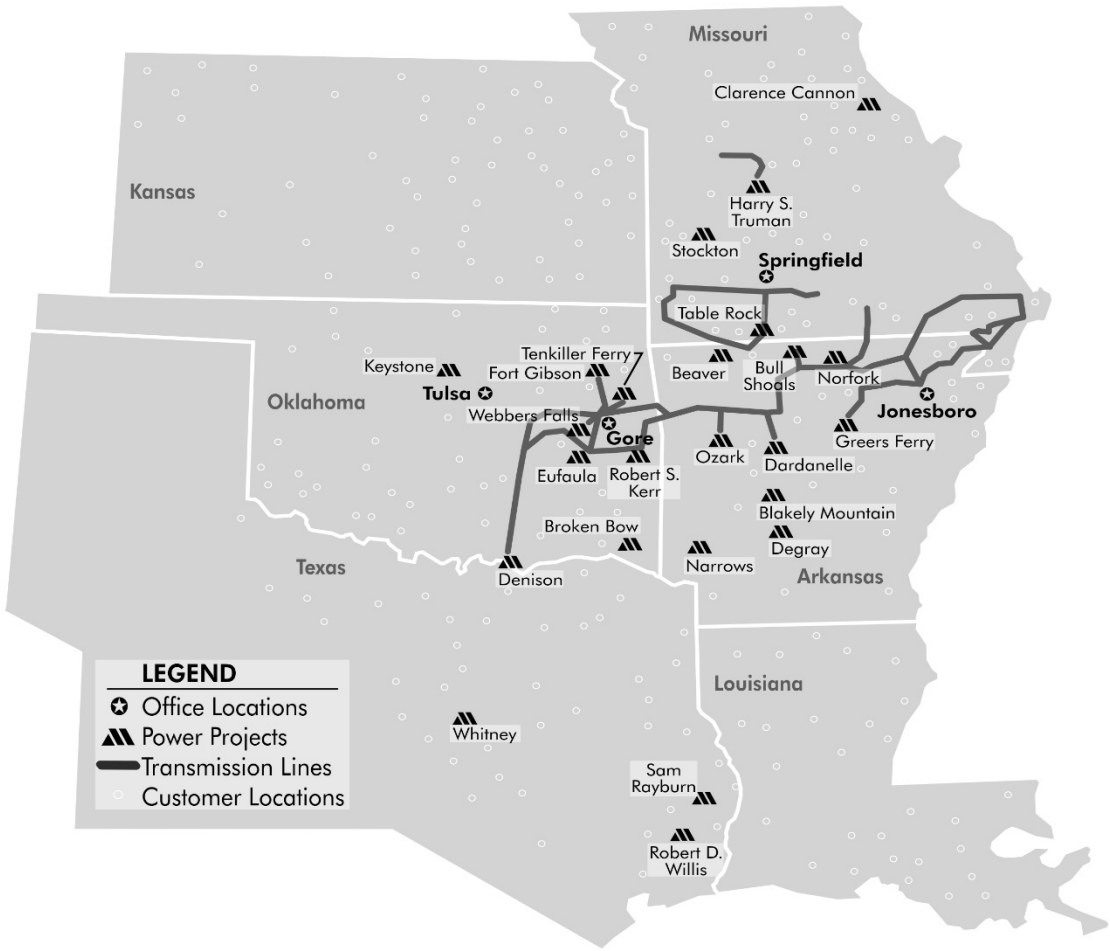 Missouri
Clarence Cannon
Kansas
Harry S.
Truman
Stockton
Springfield
Table Rock
Tenkiller Ferry
Fort Gibson
Keystone
Tulsa
Beaver
Bull
Shoals
Norfork
Oklahoma
Webbers Falls
Gore
Jonesboro
Ozark
Dardanelle
Greers Ferry
Eufaula
Robert S.
Kerr
Blakely Mountain
Broken Bow
Degray
Narrows
Arkansas
Texas
Denison
LEGEND
Office Locations
Power Projects
Transmission Lines
Customer Locations
Louisiana
Whitney
Sam
Rayburn
Robert D.
Willis